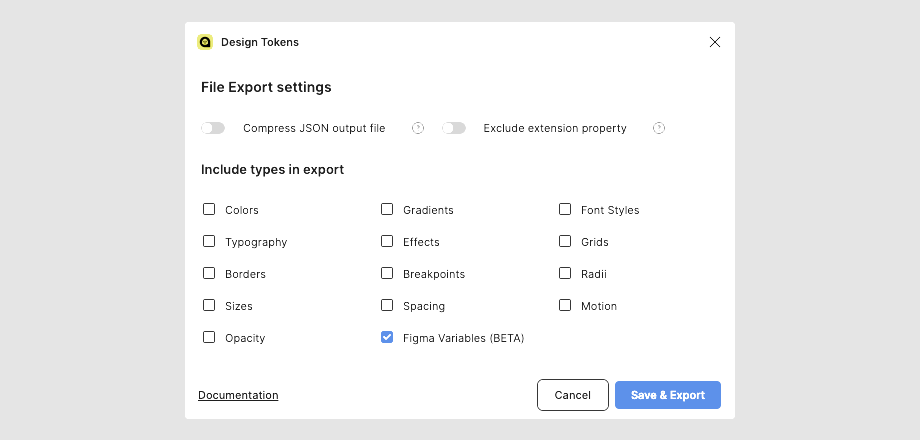 Design Tokens
File Export settings
Compress JSON output file ? Exclude extension property ?
Include types in export
Colors Gradients Font Styles
Typography Effects Grids
Borders Breakpoints Radii
Sizes Spacing Motion
Opacity Figma Variables (BETA)
Documentation Cancel Save & Export